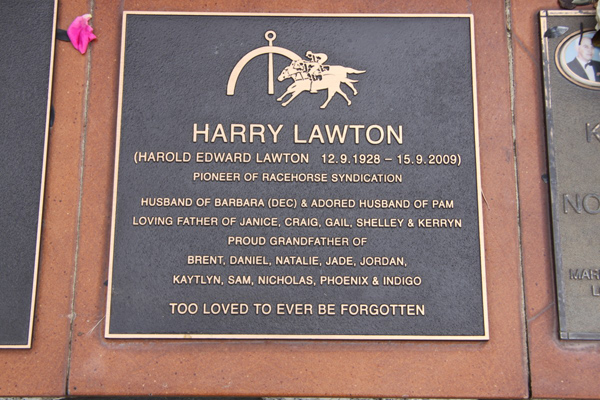 HARRY LAWTON
(HAROLD EDWARD LAWTON 12.9.1928 – 15.9.2009)
PIONEER OF RACEHORSE SYNDICATION
HUSBAND OF BARBARA (DEC) & ADORED HUSBAND OF PAM
LOVING FATHER OF JANICE, CRAIG, GAIL, SHELLEY & KERRYN
PROUD GRANDFATHER OF
BRENT, DANIEL, NATALIE, JADE, JORDAN,
KAYTLYN, SAM, NICHOLAS, PHOENIX & INDIGO
TOO LOVED TO EVER BE FORGOTTEN